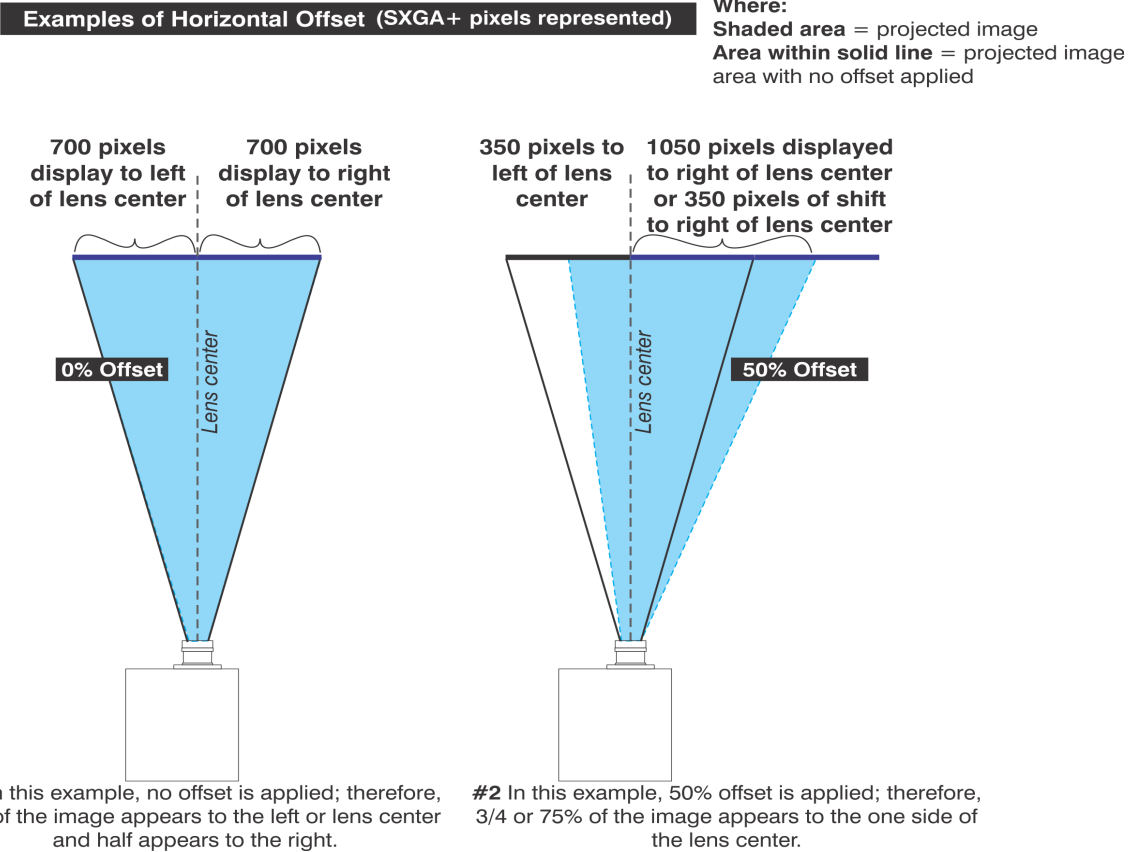 Examples of Horizontal Offset (SXGA+ pixels represented)
Where:
Shaded area = projected image
Area within solid line = projected image
area with no offset applied
700 pixels
display to left
of lens center
700 pixels
display to right
of lens center
350 pixels to
left of lens
center
1050 pixels displayed
to right of lens center
or 350 pixels of shift
to right of lens center
0% Offset
Lens center
Lens center
50% Offset
this example, no offset is applied; therefore,
of the image appears to the left or lens center
and half appears to the right.
#2 In this example, 50% offset is applied; therefore,
3/4 or 75% of the image appears to the one side of
the lens center.